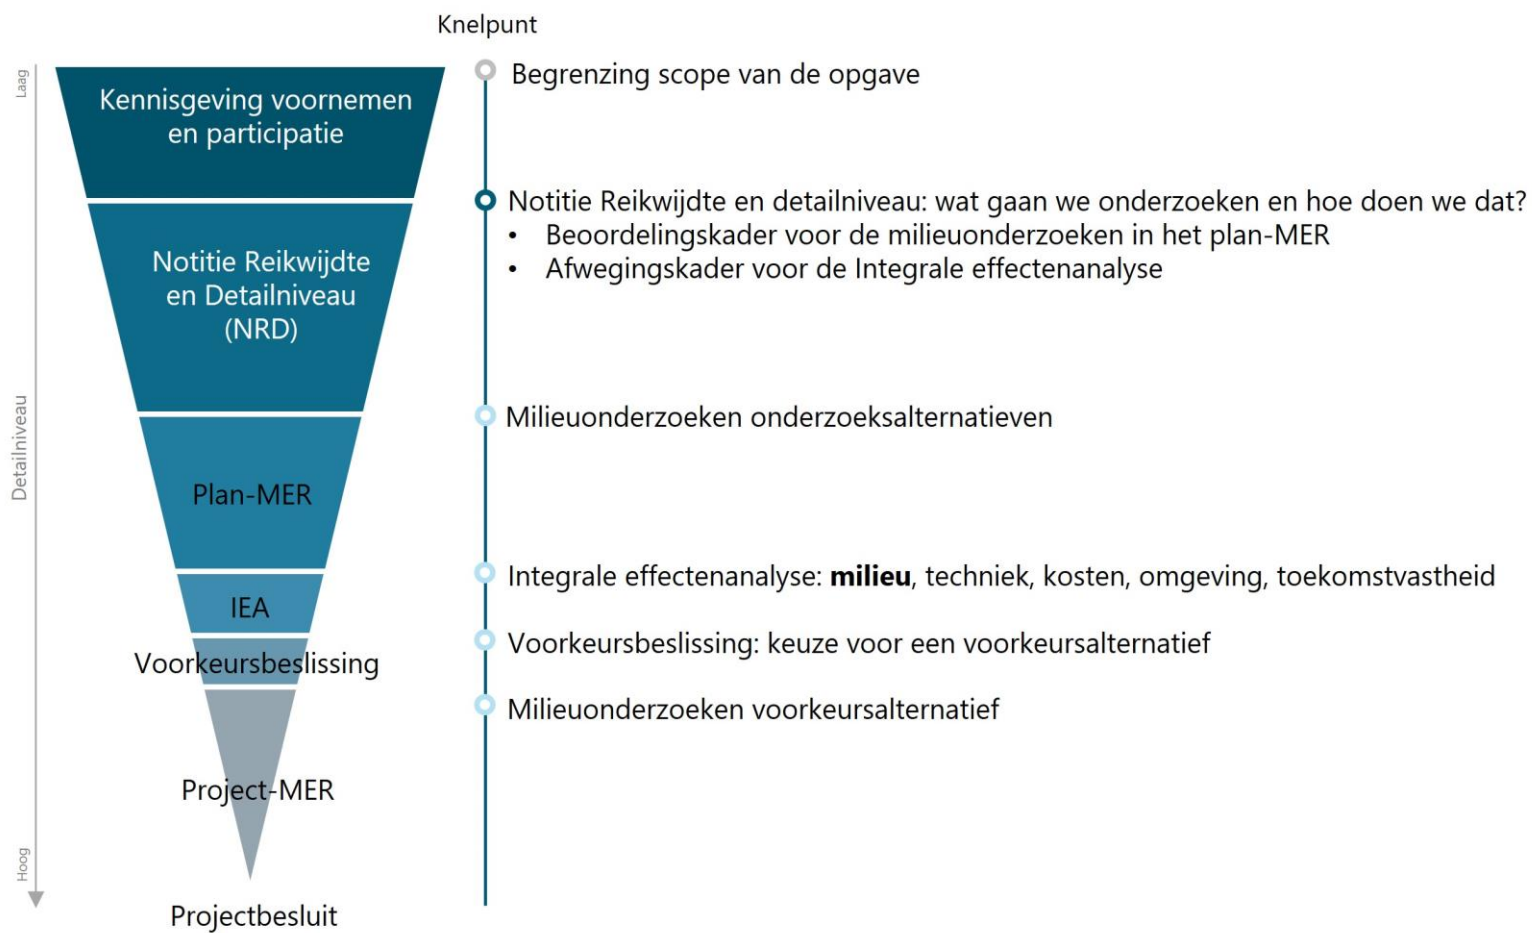 Knelpunt
Laag
Detailniveau
Hoog
Kennisgeving voornemen
en participatie
Notitie Reikwijdte
en Detailniveau
(NRD)
Plan-MER
IEA
Voorkeursbeslissing
Project-MER
Projectbesluit
Begrenzing scope van de opgave
Notitie Reikwijdte en detailniveau: wat gaan we onderzoeken en hoe doen we dat?
• Beoordelingskader voor de milieuonderzoeken in het plan-MER
• Afwegingskader voor de Integrale effectenanalyse
Milieuonderzoeken onderzoeksalternatieven
Integrale effectenanalyse: milieu, techniek, kosten, omgeving, toekomstvastheid
Voorkeursbeslissing: keuze voor een voorkeursalternatief
Milieuonderzoeken voorkeursalternatief